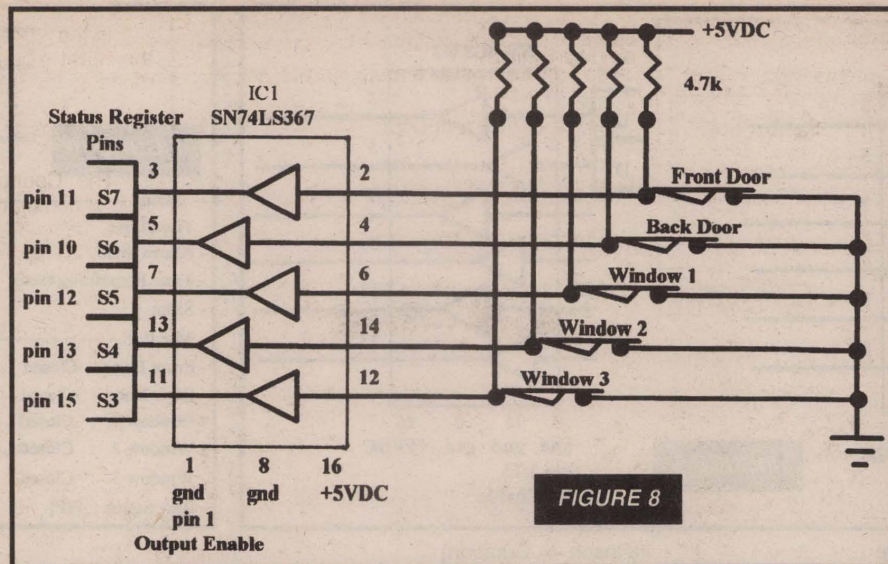 +5VDC
4.7k
IC1
SN74LS367
Status Register
Pins
3
2
Front Door
pin 11
S7
5
4
Back Door
pin 10
S6
7
6
Window 1
pin 12
S5
13
14
Window 2
pin 13
S4
11
12
Window 3
pin 15
S3
1
8
16
gnd
gnd
+5VDC
pin 1
Output Enable
FIGURE 8